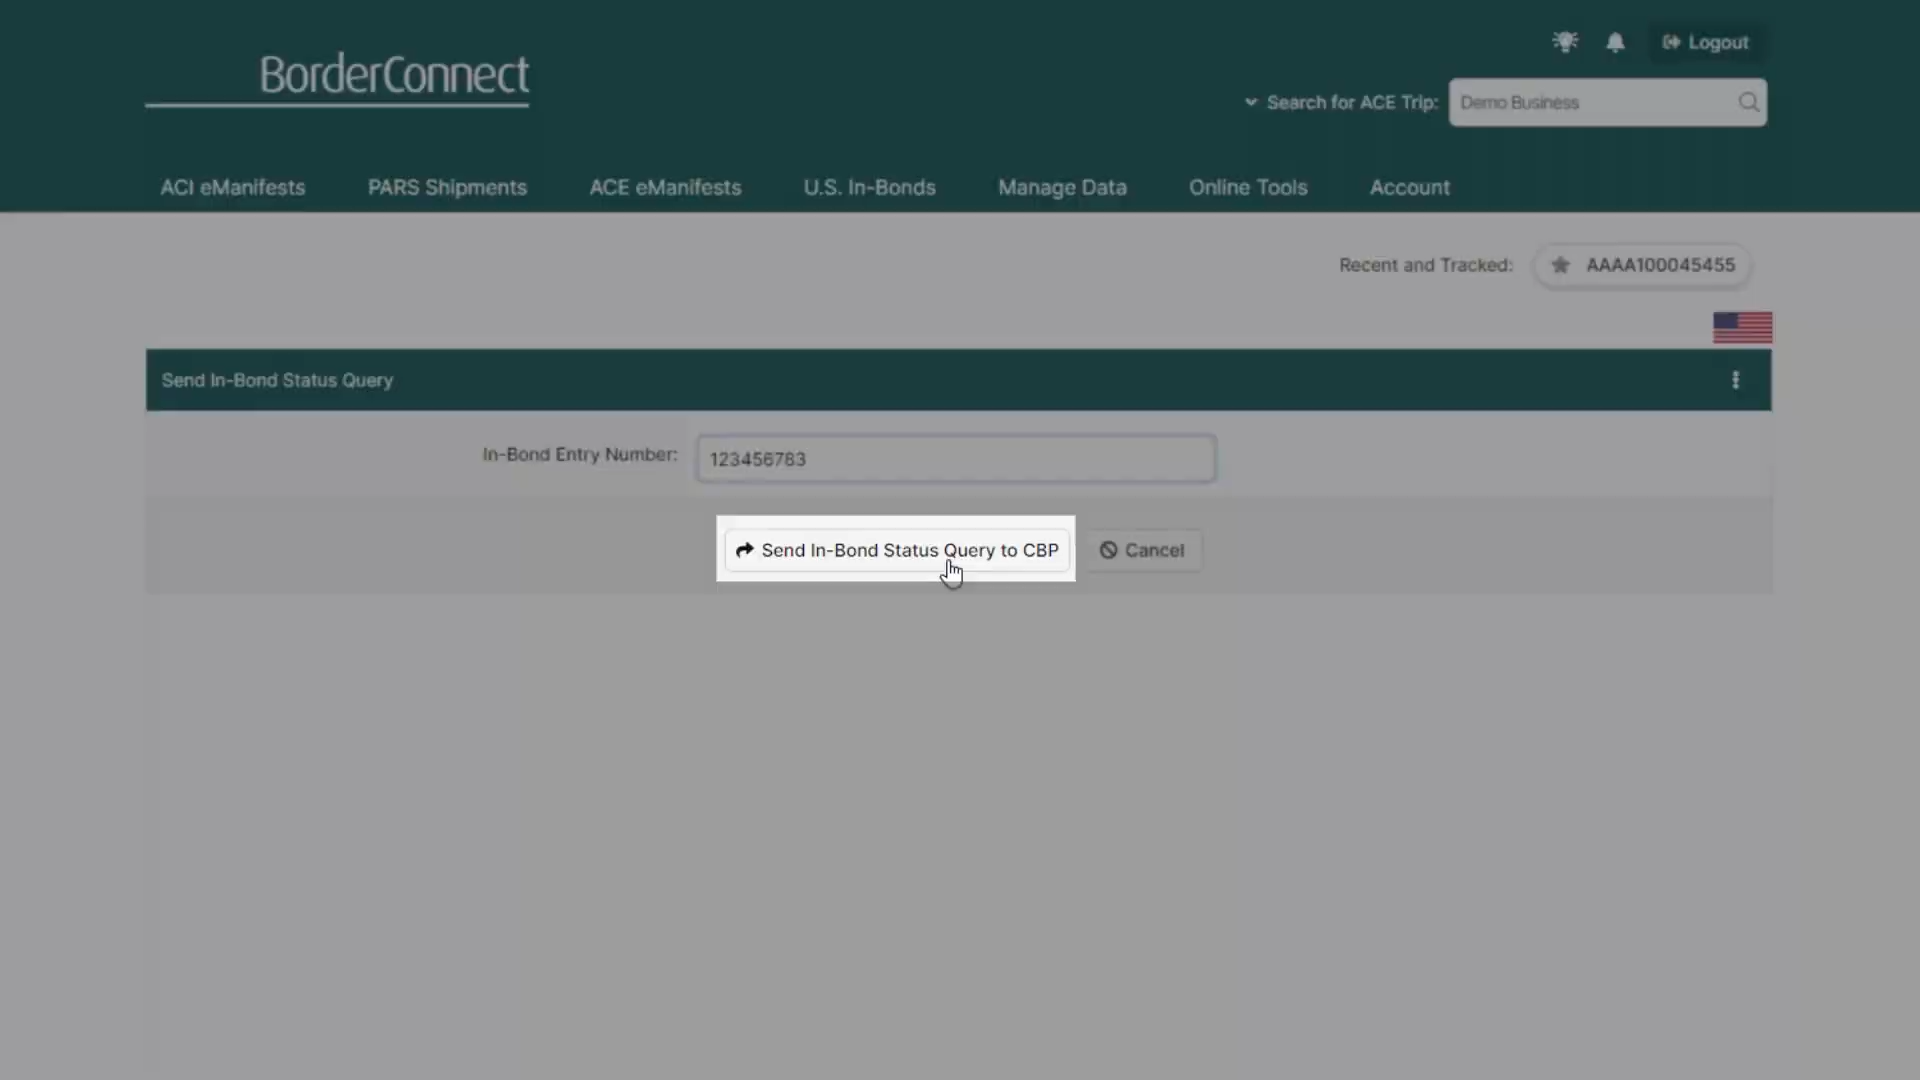 BorderConnect
Logout
Search for ACE Trip: Demo Business
ACI eManifests PARS Shipments ACE eManifests U.S. In-Bonds Manage Data Online Tools Account
Recent and Tracked: AAAA100045455
Send In-Bond Status Query
In-Bond Entry Number: 123456783
Send In-Bond Status Query to CBP Cancel